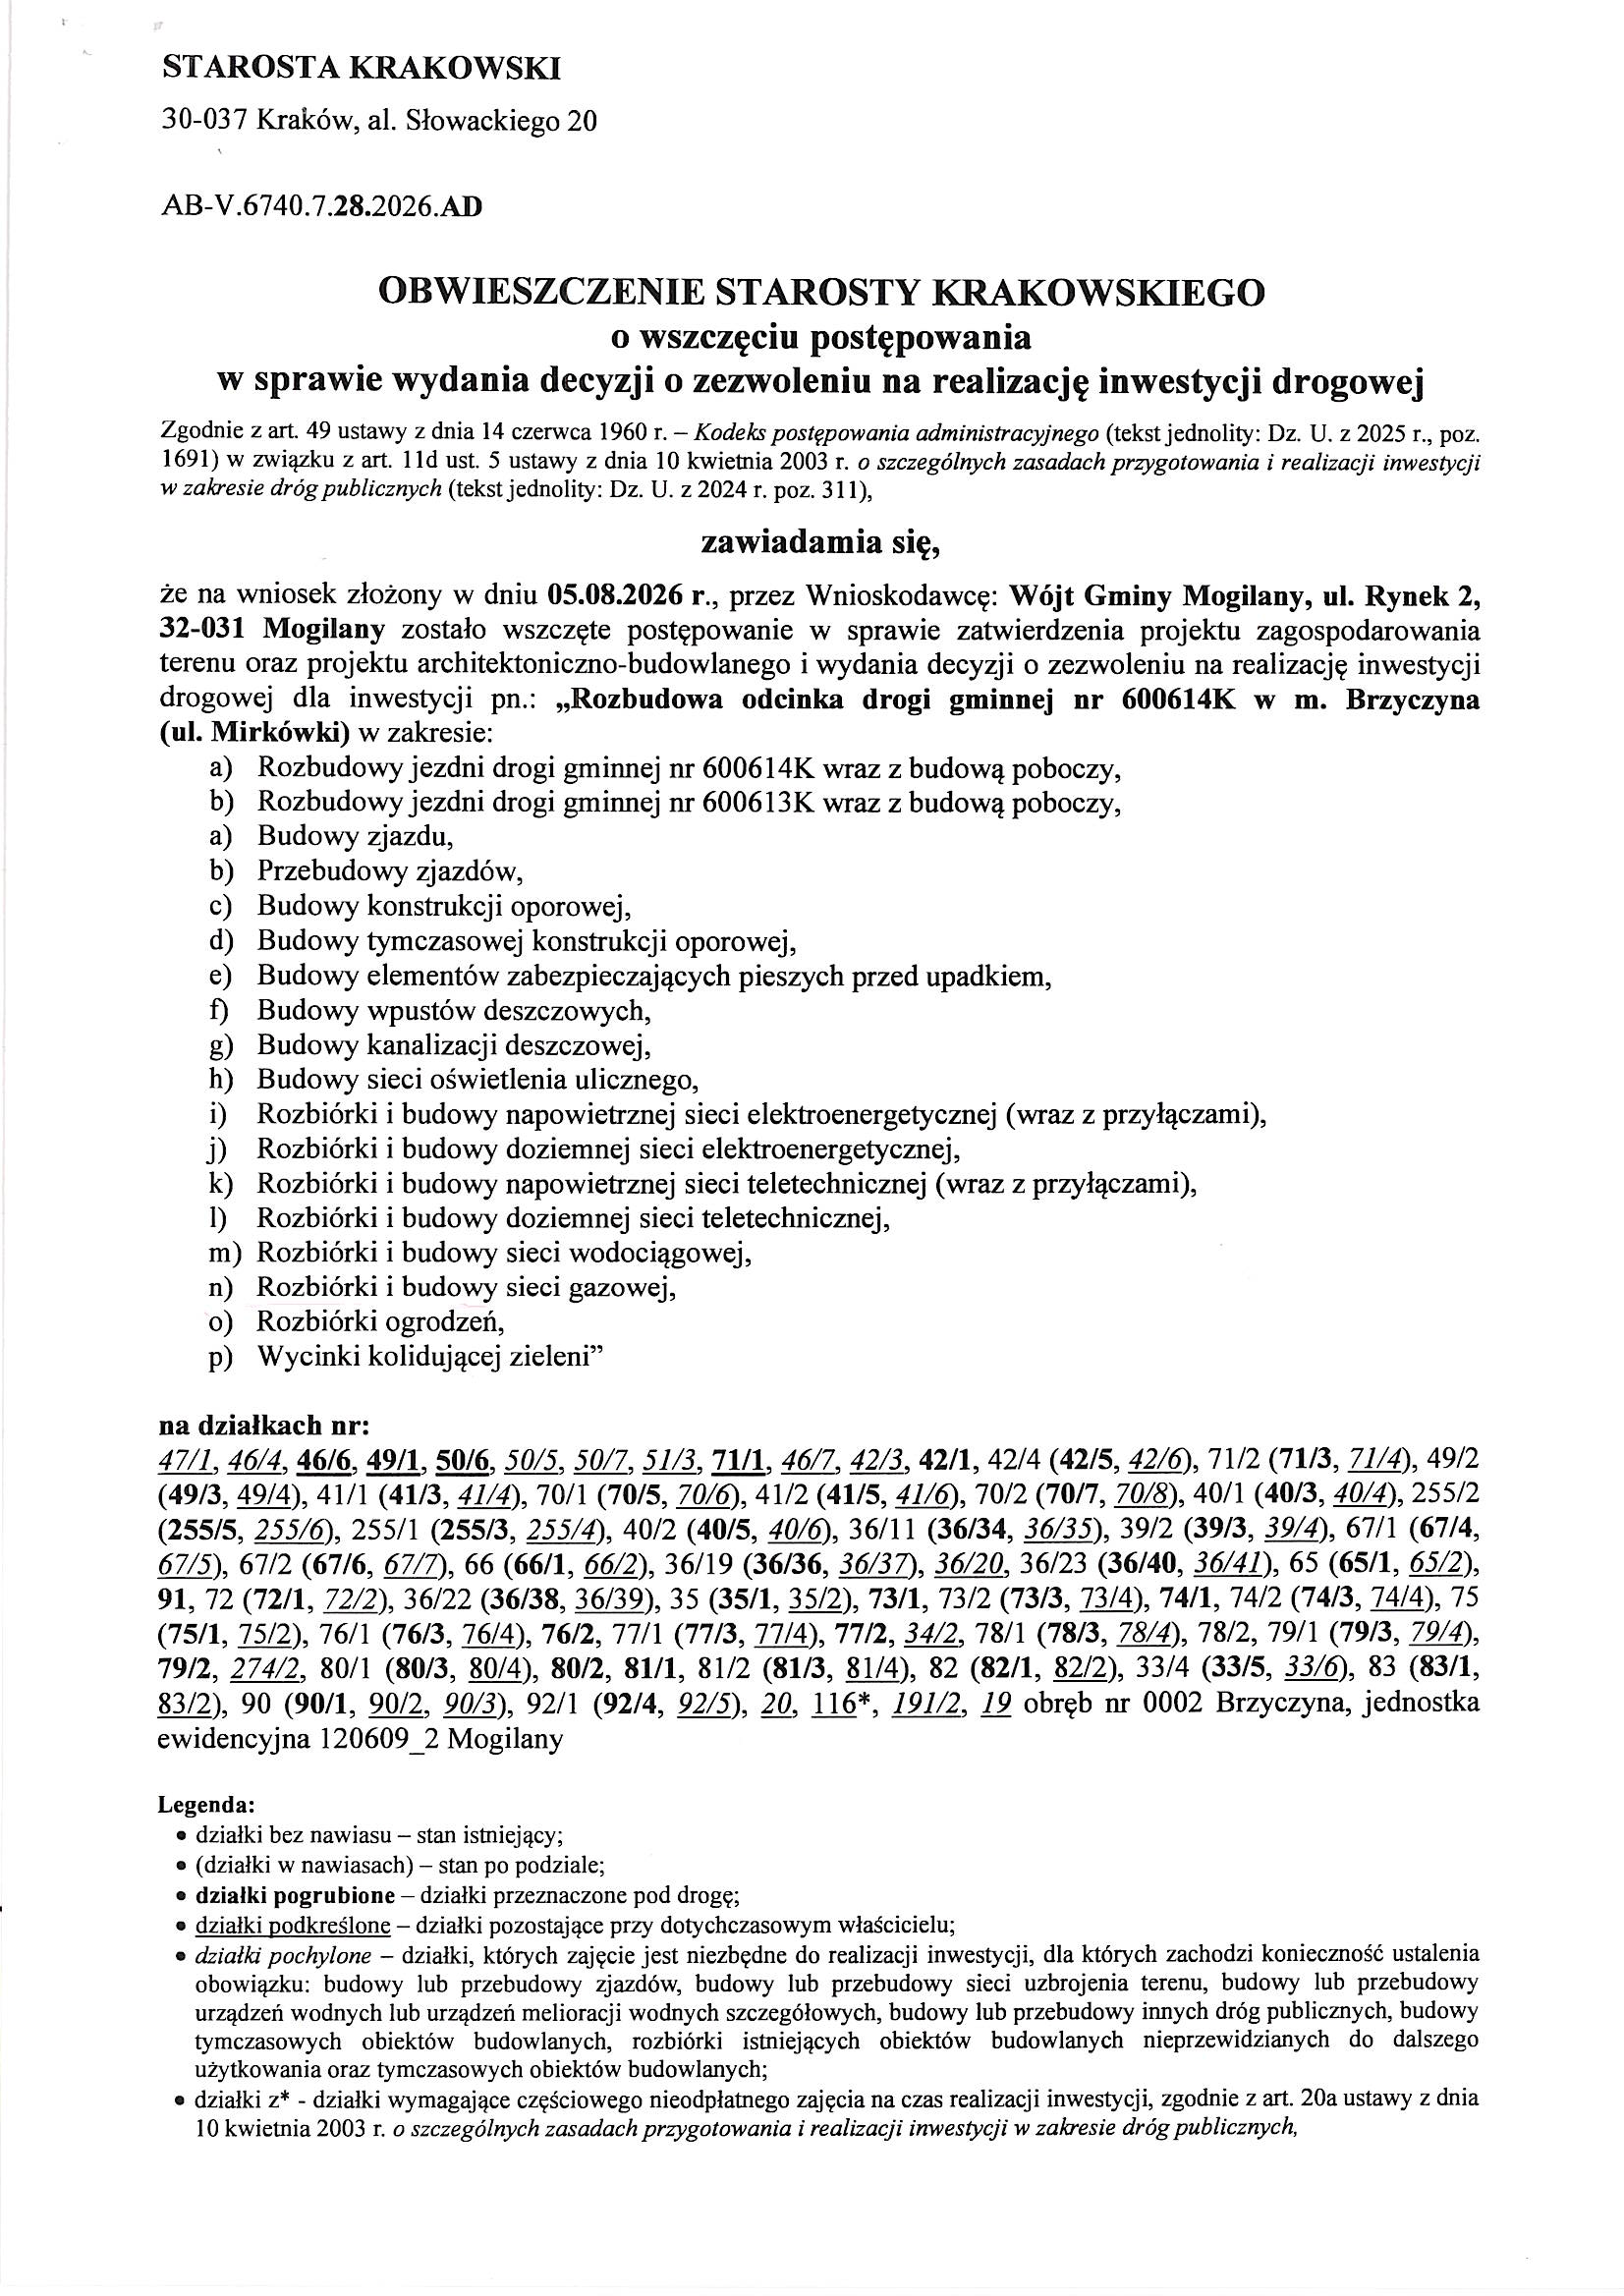 STAROSTA KRAKOWSKI
30-037 Kraków, al. Słowackiego 20
AB-V.6740.7.28.2026.AD
OBWIESZCZENIE STAROSTY KRAKOWSKIEGO
o wszczęciu postępowania
w sprawie wydania decyzji o zezwoleniu na realizację inwestycji drogowej
Zgodnie z art. 49 ustawy z dnia 14 czerwca 1960 r. – Kodeks postępowania administracyjnego (tekst jednolity: Dz. U. z 2025 r., poz.
1691) w związku z art. 11d ust. 5 ustawy z dnia 10 kwietnia 2003 r. o szczególnych zasadach przygotowania i realizacji inwestycji
w zakresie dróg publicznych (tekst jednolity: Dz. U. z 2024 r. poz. 311),
zawiadamia się,
że na wniosek złożony w dniu 05.08.2026 r., przez Wnioskodawcę: Wójt Gminy Mogilany, ul. Rynek 2,
32-031 Mogilany zostało wszczęte postępowanie w sprawie zatwierdzenia projektu zagospodarowania
terenu oraz projektu architektoniczno-budowlanego i wydania decyzji o zezwoleniu na realizację inwestycji
drogowej dla inwestycji pn.: „Rozbudowa odcinka drogi gminnej nr 600614K w m. Brzyczyna
(ul. Mirkówki) w zakresie:
a) Rozbudowy jezdni drogi gminnej nr 600614K wraz z budową poboczy,
b) Rozbudowy jezdni drogi gminnej nr 600613K wraz z budową poboczy,
a) Budowy zjazdu,
b) Przebudowy zjazdów,
c) Budowy konstrukcji oporowej,
d) Budowy tymczasowej konstrukcji oporowej,
e) Budowy elementów zabezpieczających pieszych przed upadkiem,
f) Budowy wpustów deszczowych,
g) Budowy kanalizacji deszczowej,
h) Budowy sieci oświetlenia ulicznego,
i) Rozbiórki i budowy napowietrznej sieci elektroenergetycznej (wraz z przyłączami),
j) Rozbiórki i budowy doziemnej sieci elektroenergetycznej,
k) Rozbiórki i budowy napowietrznej sieci teletechnicznej (wraz z przyłączami),
l) Rozbiórki i budowy doziemnej sieci teletechnicznej,
m) Rozbiórki i budowy sieci wodociągowej,
n) Rozbiórki i budowy sieci gazowej,
o) Rozbiórki ogrodzeń,
p) Wycinki kolidującej zieleni”
na działkach nr:
47/1, 46/4, 46/6, 49/1, 50/6, 50/5, 50/7, 51/3, 71/1, 46/7, 42/3, 42/1, 42/4 (42/5, 42/6), 71/2 (71/3, 71/4), 49/2
(49/3, 49/4), 41/1 (41/3, 41/4), 70/1 (70/5, 70/6), 41/2 (41/5, 41/6), 70/2 (70/7, 70/8), 40/1 (40/3, 40/4), 255/2
(255/5, 255/6), 255/1 (255/3, 255/4), 40/2 (40/5, 40/6), 36/11 (36/34, 36/35), 39/2 (39/3, 39/4), 67/1 (67/4,
67/5), 67/2 (67/6, 67/7), 66 (66/1, 66/2), 36/19 (36/36, 36/37), 36/20, 36/23 (36/40, 36/41), 65 (65/1, 65/2),
91, 72 (72/1, 72/2), 36/22 (36/38, 36/39), 35 (35/1, 35/2), 73/1, 73/2 (73/3, 73/4), 74/1, 74/2 (74/3, 74/4), 75
(75/1, 75/2), 76/1 (76/3, 76/4), 76/2, 77/1 (77/3, 77/4), 77/2, 34/2, 78/1 (78/3, 78/4), 78/2, 79/1 (79/3, 79/4),
79/2, 274/2, 80/1 (80/3, 80/4), 80/2, 81/1, 81/2 (81/3, 81/4), 82 (82/1, 82/2), 33/4 (33/5, 33/6), 83 (83/1,
83/2), 90 (90/1, 90/2, 90/3), 92/1 (92/4, 92/5), 20, 116*, 191/2, 19 obręb nr 0002 Brzyczyna, jednostka
ewidencyjna 120609_2 Mogilany
Legenda:
• działki bez nawiasu – stan istniejący;
• (działki w nawiasach) – stan po podziale;
• działki pogrubione – działki przeznaczone pod drogę;
• działki podkreślone – działki pozostające przy dotychczasowym właścicielu;
• działki pochylone – działki, których zajęcie jest niezbędne do realizacji inwestycji, dla których zachodzi konieczność ustalenia
obowiązku: budowy lub przebudowy zjazdów, budowy lub przebudowy sieci uzbrojenia terenu, budowy lub przebudowy
urządzeń wodnych lub urządzeń melioracji wodnych szczegółowych, budowy lub przebudowy innych dróg publicznych, budowy
tymczasowych obiektów budowlanych, rozbiórki istniejących obiektów budowlanych nieprzewidzianych do dalszego
użytkowania oraz tymczasowych obiektów budowlanych;
• działki z* - działki wymagające częściowego nieodpłatnego zajęcia na czas realizacji inwestycji, zgodnie z art. 20a ustawy z dnia
10 kwietnia 2003 r. o szczególnych zasadach przygotowania i realizacji inwestycji w zakresie dróg publicznych,